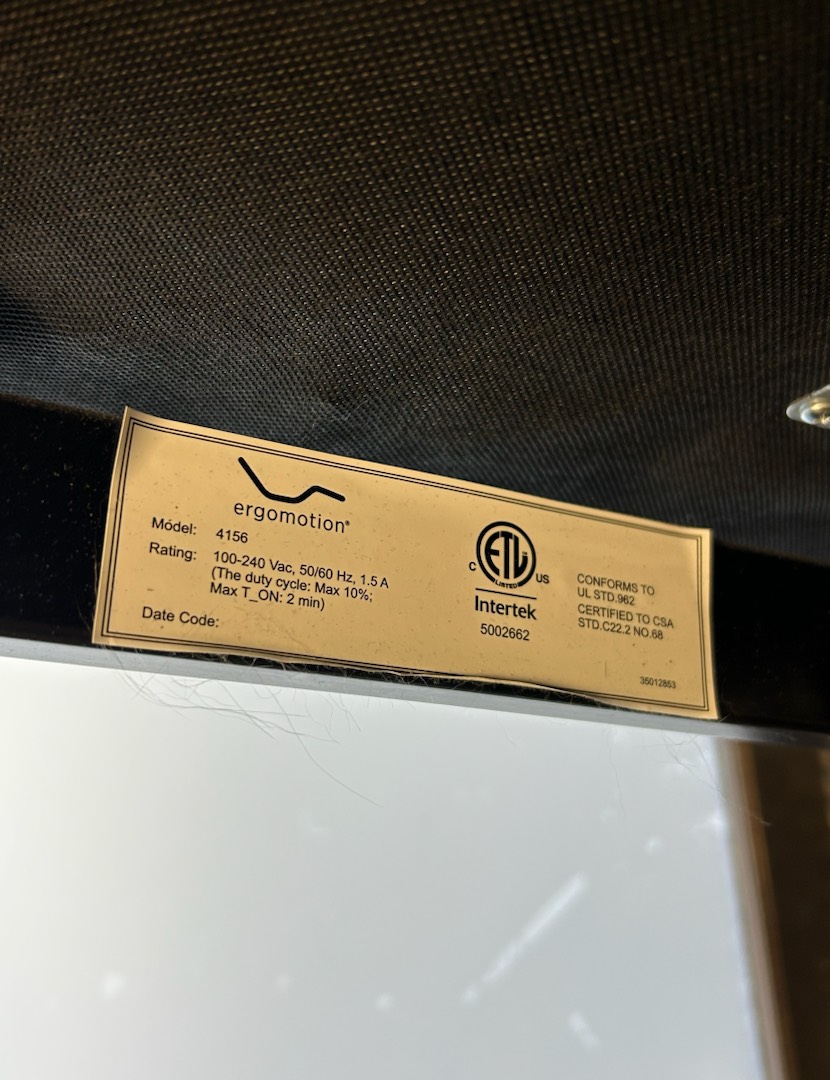 ergomotion®
Model: 4156
Rating: 100-240 Vac, 50/60 Hz, 1.5 A
(The duty cycle: Max 10%;
Max T_ON: 2 min)
Date Code:
ETL
LISTED
C US
Intertek
5002662
CONFORMS TO
UL STD.962
CERTIFIED TO CSA
STD.C22.2 NO.68
35012853